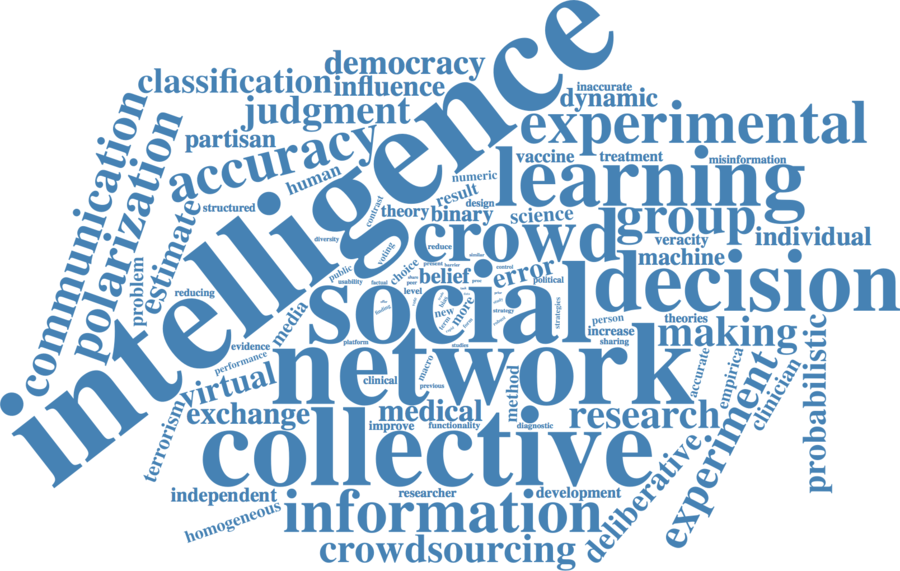 intelligence
democracy
classification
influence
inaccurate
dynamic
judgment
experimental
partisan
accuracy
communication
polarization
human
vaccine
treatment
misinformation
learning
numeric
result
design
contrast
structured
estimate
theory
binary
science
group
crowd
veracity
individual
diversity
voting
reduce
machine
problem
public
choice
belief
error
control
political
decision
usability
factual
level
reducing
social
new
more
strategy
strategies
media
person
theories
increase
sharing
making
evidence
platform
studies
performance
network
macro
previous
clinical
virtual
method
accurate
empirical
clinician
probabilistic
terrorism
exchange
medical
research
improve
functionality
diagnostic
collective
experiment
deliberative
independent
researcher
development
homogeneous
information
crowdsourcing